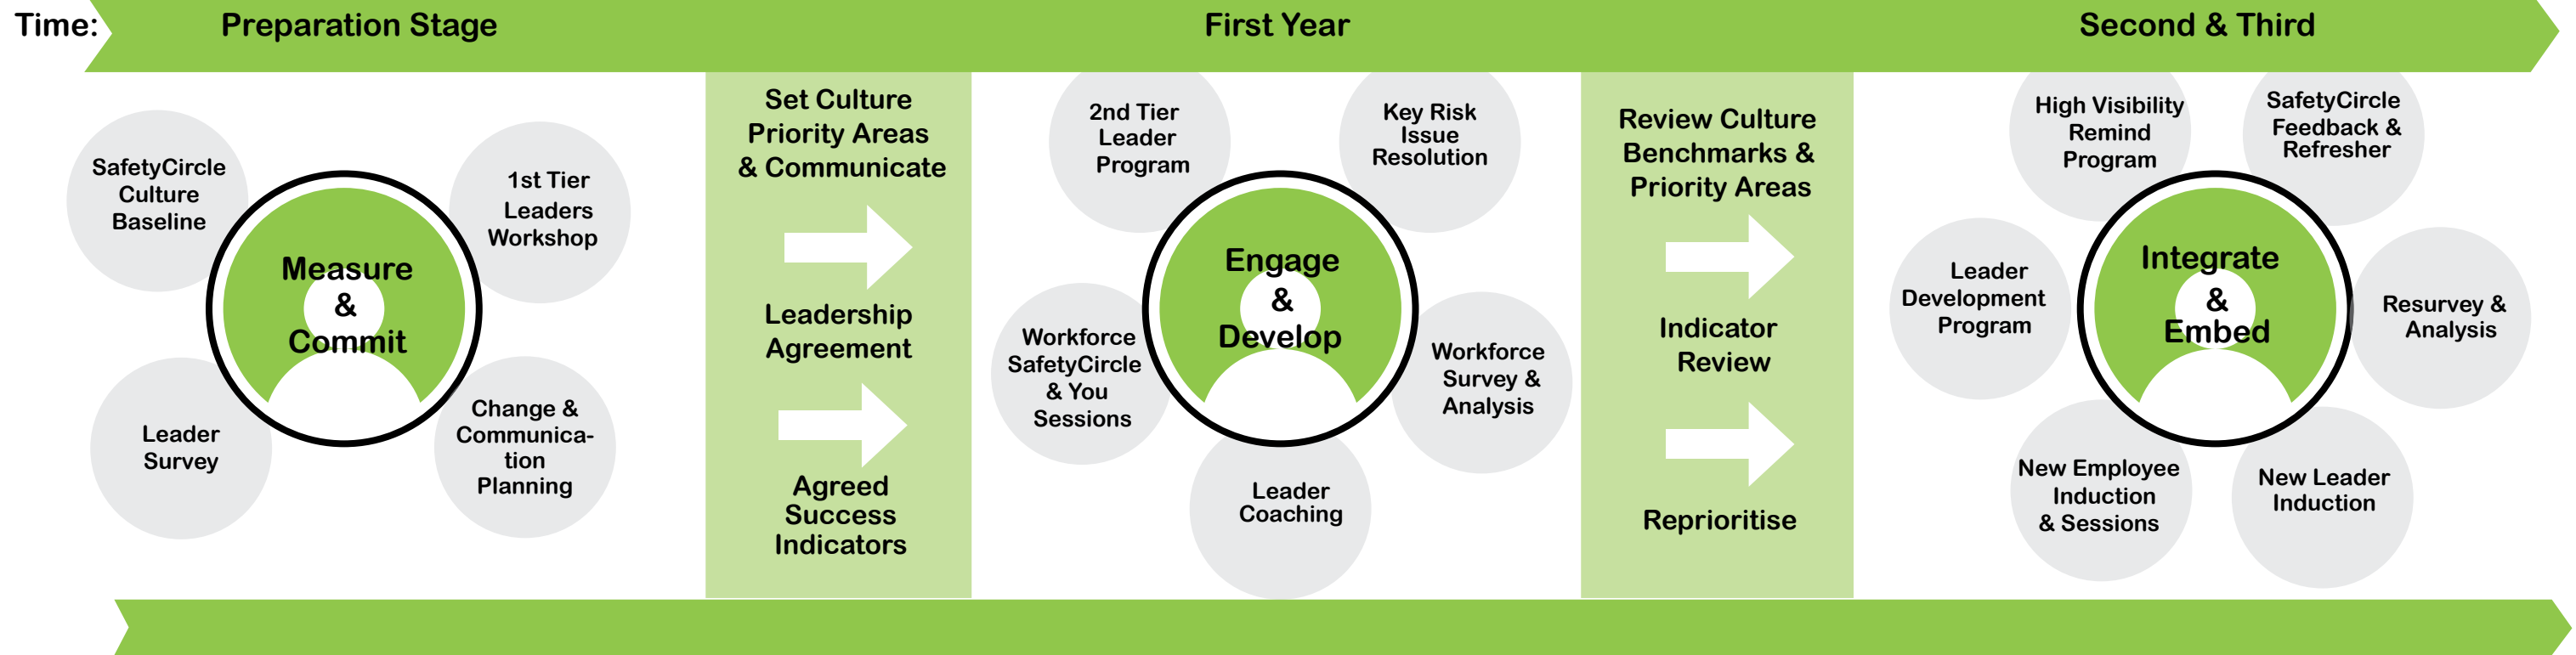 Time:
Preparation Stage
First Year
Second & Third
SafetyCircle
Culture
Baseline
1st Tier
Leaders
Workshop
Measure
&
Commit
Leader
Survey
Change &
Communica-
tion
Planning
Set Culture
Priority Areas
& Communicate
Leadership
Agreement
Agreed
Success
Indicators
2nd Tier
Leader
Program
Key Risk
Issue
Resolution
Engage
&
Develop
Workforce
SafetyCircle
& You
Sessions
Workforce
Survey &
Analysis
Leader
Coaching
Review Culture
Benchmarks &
Priority Areas
Indicator
Review
Reprioritise
High Visibility
Remind
Program
SafetyCircle
Feedback &
Refresher
Leader
Development
Program
Integrate
&
Embed
Resurvey &
Analysis
New Employee
Induction
& Sessions
New Leader
Induction